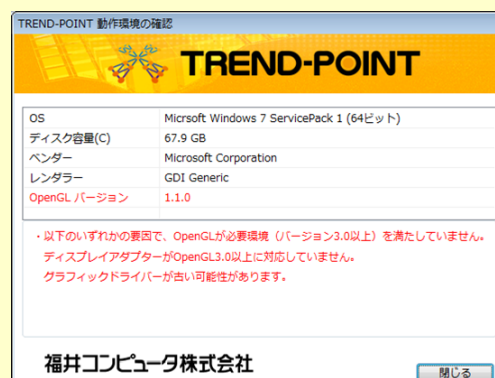 TREND-POINT 動作環境の確認
TREND-POINT
OS Micrsoft Windows 7 ServicePack 1 (64ビット)
ディスク容量(C) 67.9 GB
ベンダー Microsoft Corporation
レンダラー GDI Generic
OpenGL バージョン 1.1.0
・以下のいずれかの要因で、OpenGLが必要環境（バージョン3.0以上）を満たしていません。
ディスプレイアダプターがOpenGL3.0以上に対応していません。
グラフィックドライバーが古い可能性があります。
福井コンピュータ株式会社
閉じる